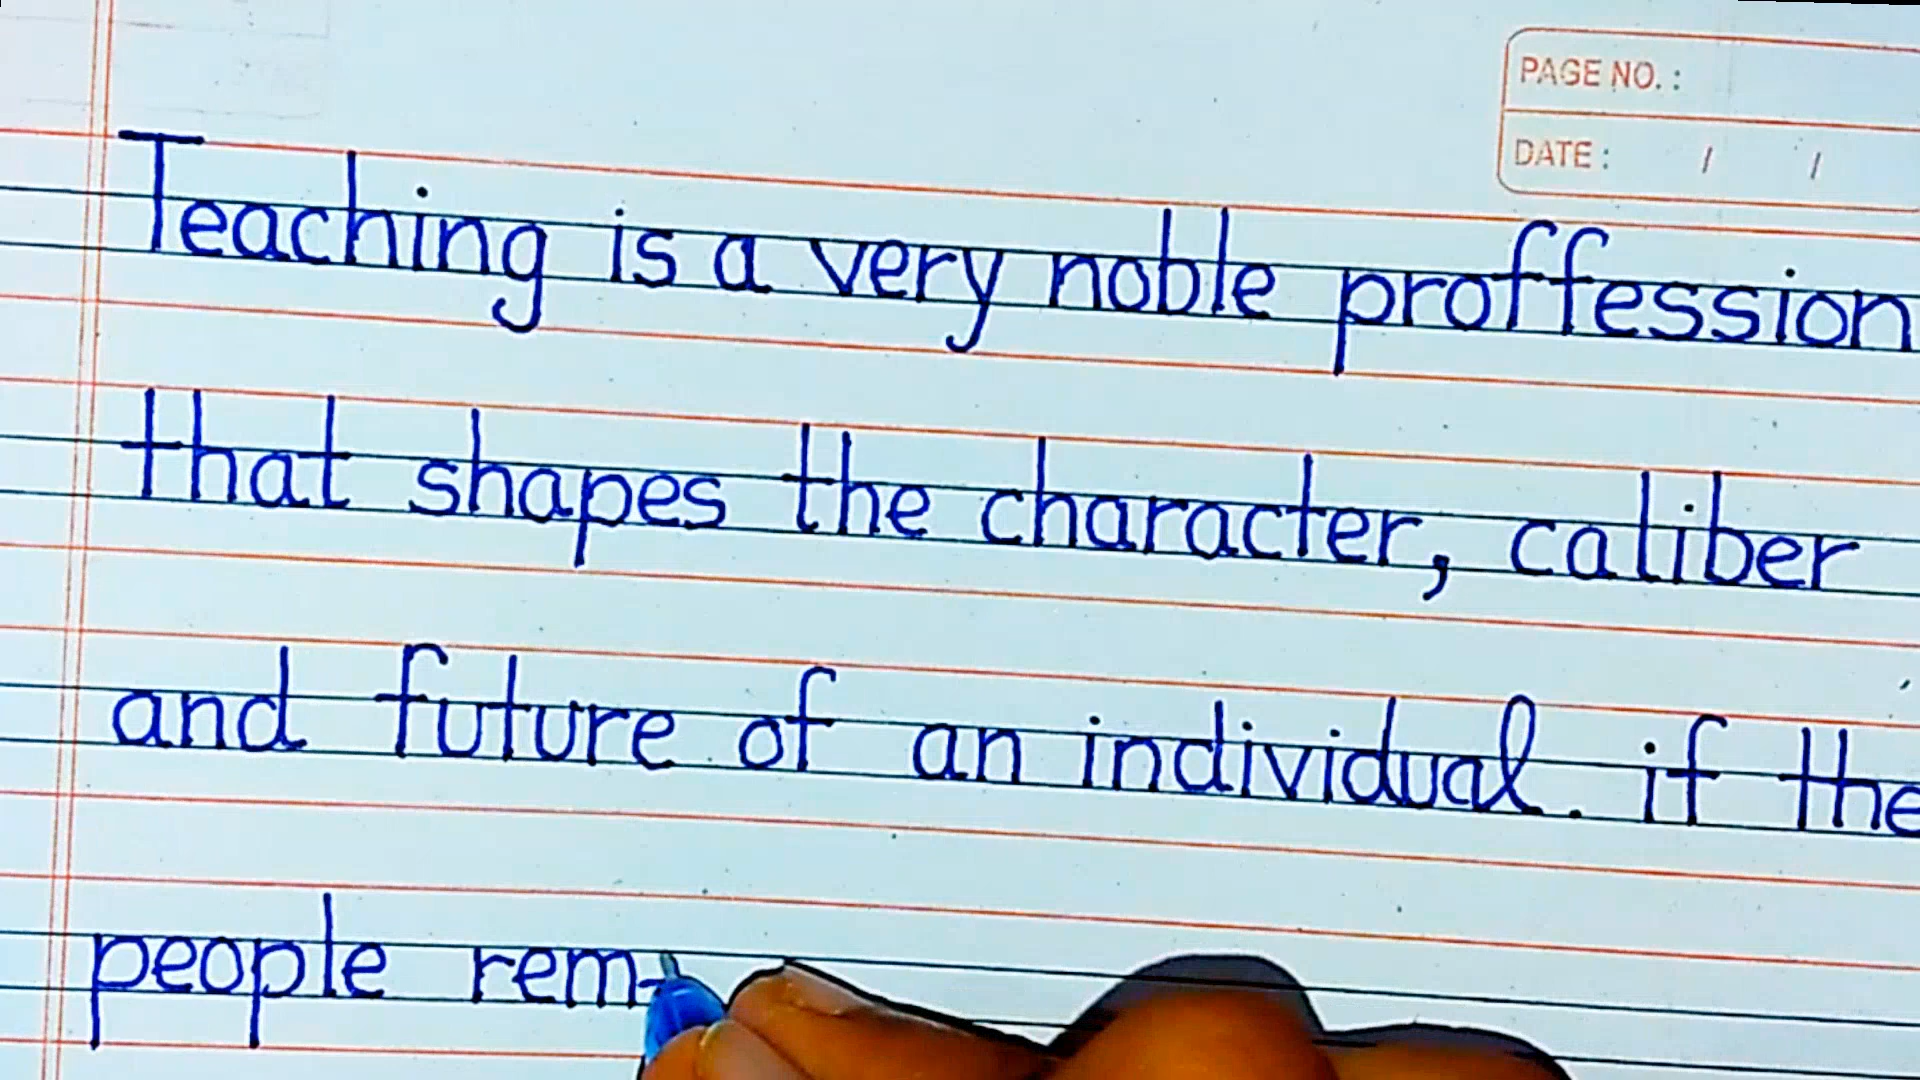 PAGE NO. :
DATE : / /
Teaching is a very noble proffession
that shapes the character, caliber
and future of an individual. if the
people rem